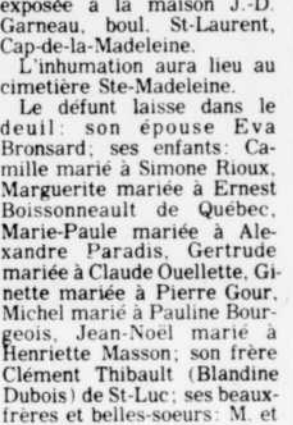 exposée à la maison J.-D.
Garneau, boul. St-Laurent,
Cap-de-la-Madeleine.
L'inhumation aura lieu au
cimetière Ste-Madeleine.
Le défunt laisse dans le
deuil: son épouse Eva
Bronsard; ses enfants: Ca-
mille marié à Simone Rioux,
Marguerite mariée à Ernest
Boissonneault de Québec,
Marie-Paule mariée à Ale-
xandre Paradis, Gertrude
mariée à Claude Ouellette, Gi-
nette mariée à Pierre Gour,
Michel marié à Pauline Bour-
geois, Jean-Noël marié à
Henriette Masson; son frère
Clément Thibault (Blandine
Dubois) de St-Luc; ses beaux-
frères et belles-soeurs: M. et